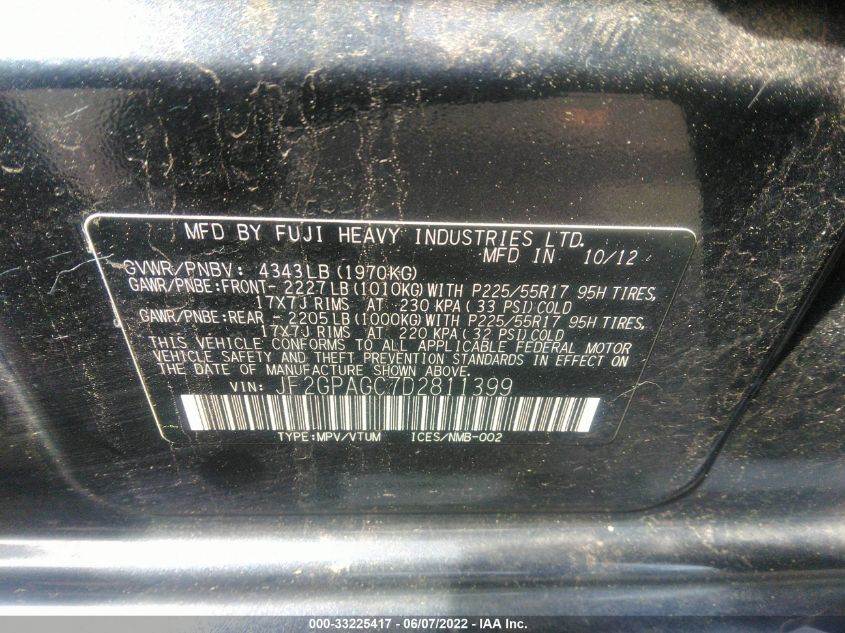 MFD BY FUJI HEAVY INDUSTRIES LTD.
MFD IN 10/12
GVWR/PNBV: 4343LB (1970KG)
GAWR/PNBE:FRONT- 2227LB (1010KG) WITH P225/55R17 95H TIRES,
17X7J RIMS AT 230 KPA (33 PSI) COLD
GAWR/PNBE:REAR - 2205LB (1000KG) WITH P225/55R17 95H TIRES,
17X7J RIMS AT 220 KPA (32 PSI) COLD
THIS VEHICLE CONFORMS TO ALL APPLICABLE FEDERAL MOTOR
VEHICLE SAFETY AND THEFT PREVENTION STANDARDS IN EFFECT ON
THE DATE OF MANUFACTURE SHOWN ABOVE.
VIN: JF2GPAGC7D2811399
TYPE:MPV/VTUM ICES/NMB-002
000-33225417 - 06/07/2022 - IAA Inc.